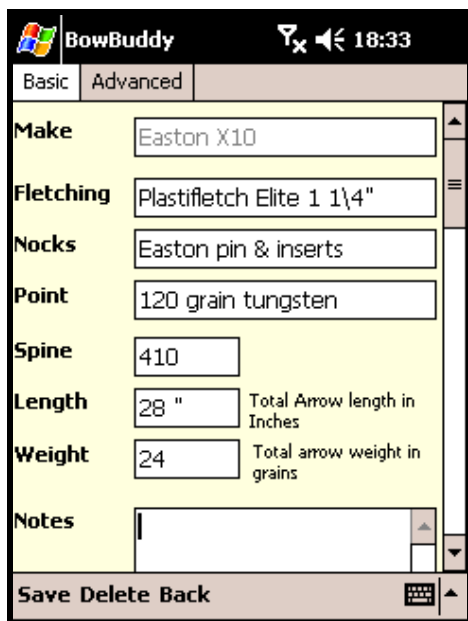 BowBuddy 18:33
Basic Advanced
Make Easton X10
Fletching Plastifletch Elite 1 1\4"
Nocks Easton pin & inserts
Point 120 grain tungsten
Spine 410
Length 28 " Total Arrow length in
Inches
Weight 24 Total arrow weight in
grains
Notes
Save Delete Back